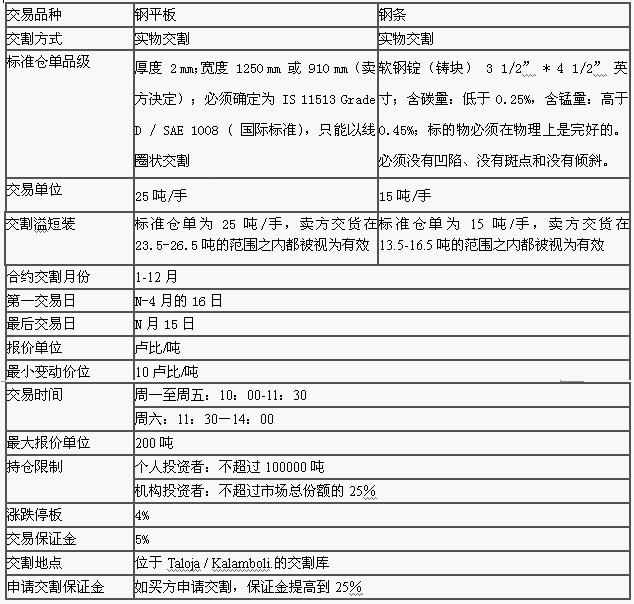 交易品种 钢平板 钢条
交割方式 实物交割 实物交割
标准仓单品级 厚度 2mm；宽度 1250mm 或 910mm（卖方决定）；必须确定为 IS 11513 Grade D / SAE 1008 ( 国际标准)，只能以线圈状交割 软钢锭（铸块） 3 1/2” * 4 1/2” 英寸；含碳量：低于 0.25%，含锰量：高于 0.45%；标的物必须在物理上是完好的。必须没有凹陷、没有斑点和没有倾斜。
交易单位 25 吨/手 15 吨/手
交割溢短装 标准仓单为 25 吨/手，卖方交货在 23.5-26.5 吨的范围之内都被视为有效 标准仓单为 15 吨/手，卖方交货在 13.5-16.5 吨的范围之内都被视为有效
合约交割月份 1-12 月
第一交易日 N-4 月的 16 日
最后交易日 N 月 15 日
报价单位 卢比/吨
最小变动价位 10 卢比/吨
交易时间 周一至周五：10：00-11：30
周六：11：30—14：00
最大报价单位 200 吨
持仓限制 个人投资者：不超过 100000 吨
机构投资者：不超过市场总份额的 25%
涨跌停板 4%
交易保证金 5%
交割地点 位于 Taloja / Kalamboli 的交割库
申请交割保证金 如买方申请交割，保证金提高到 25%